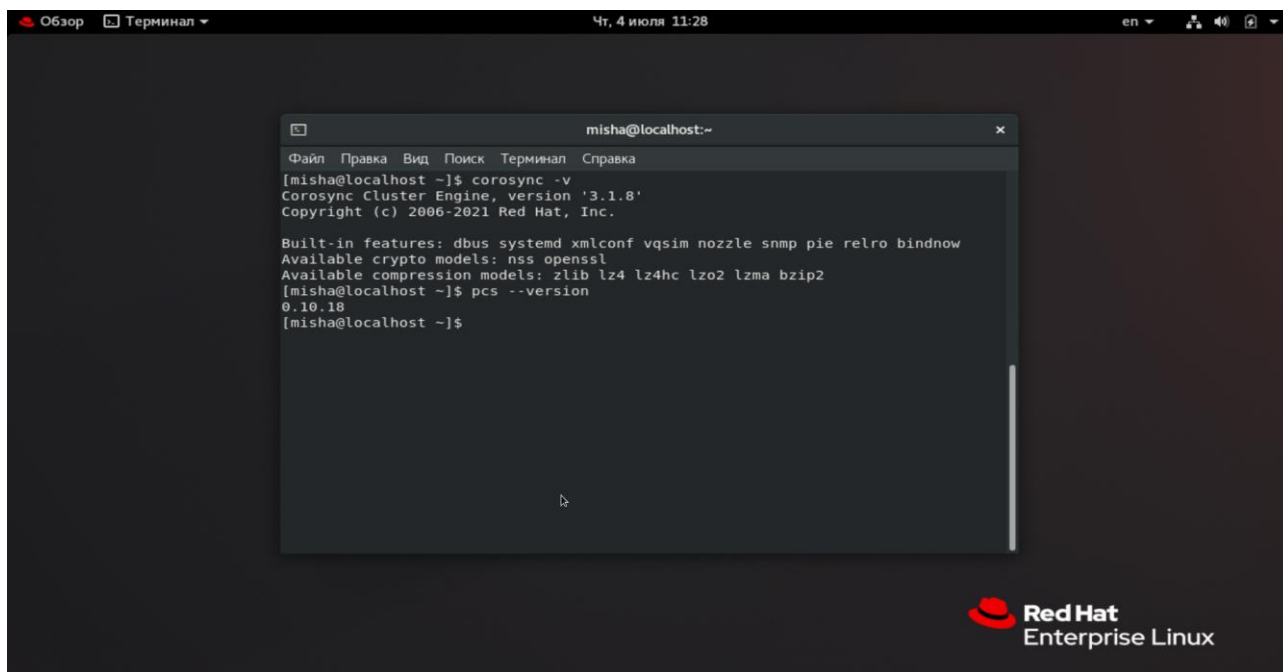 Обзор Терминал Чт, 4 июля 11:28 en
misha@localhost:~
Файл Правка Вид Поиск Терминал Справка
[misha@localhost ~]$ corosync -v
Corosync Cluster Engine, version '3.1.8'
Copyright (c) 2006-2021 Red Hat, Inc.
Built-in features: dbus systemd xmlconf vqsim nozzle snmp pie relro bindnow
Available crypto models: nss openssl
Available compression models: zlib lz4 lz4hc lzo2 lzma bzip2
[misha@localhost ~]$ pcs --version
0.10.18
[misha@localhost ~]$
Red Hat
Enterprise Linux